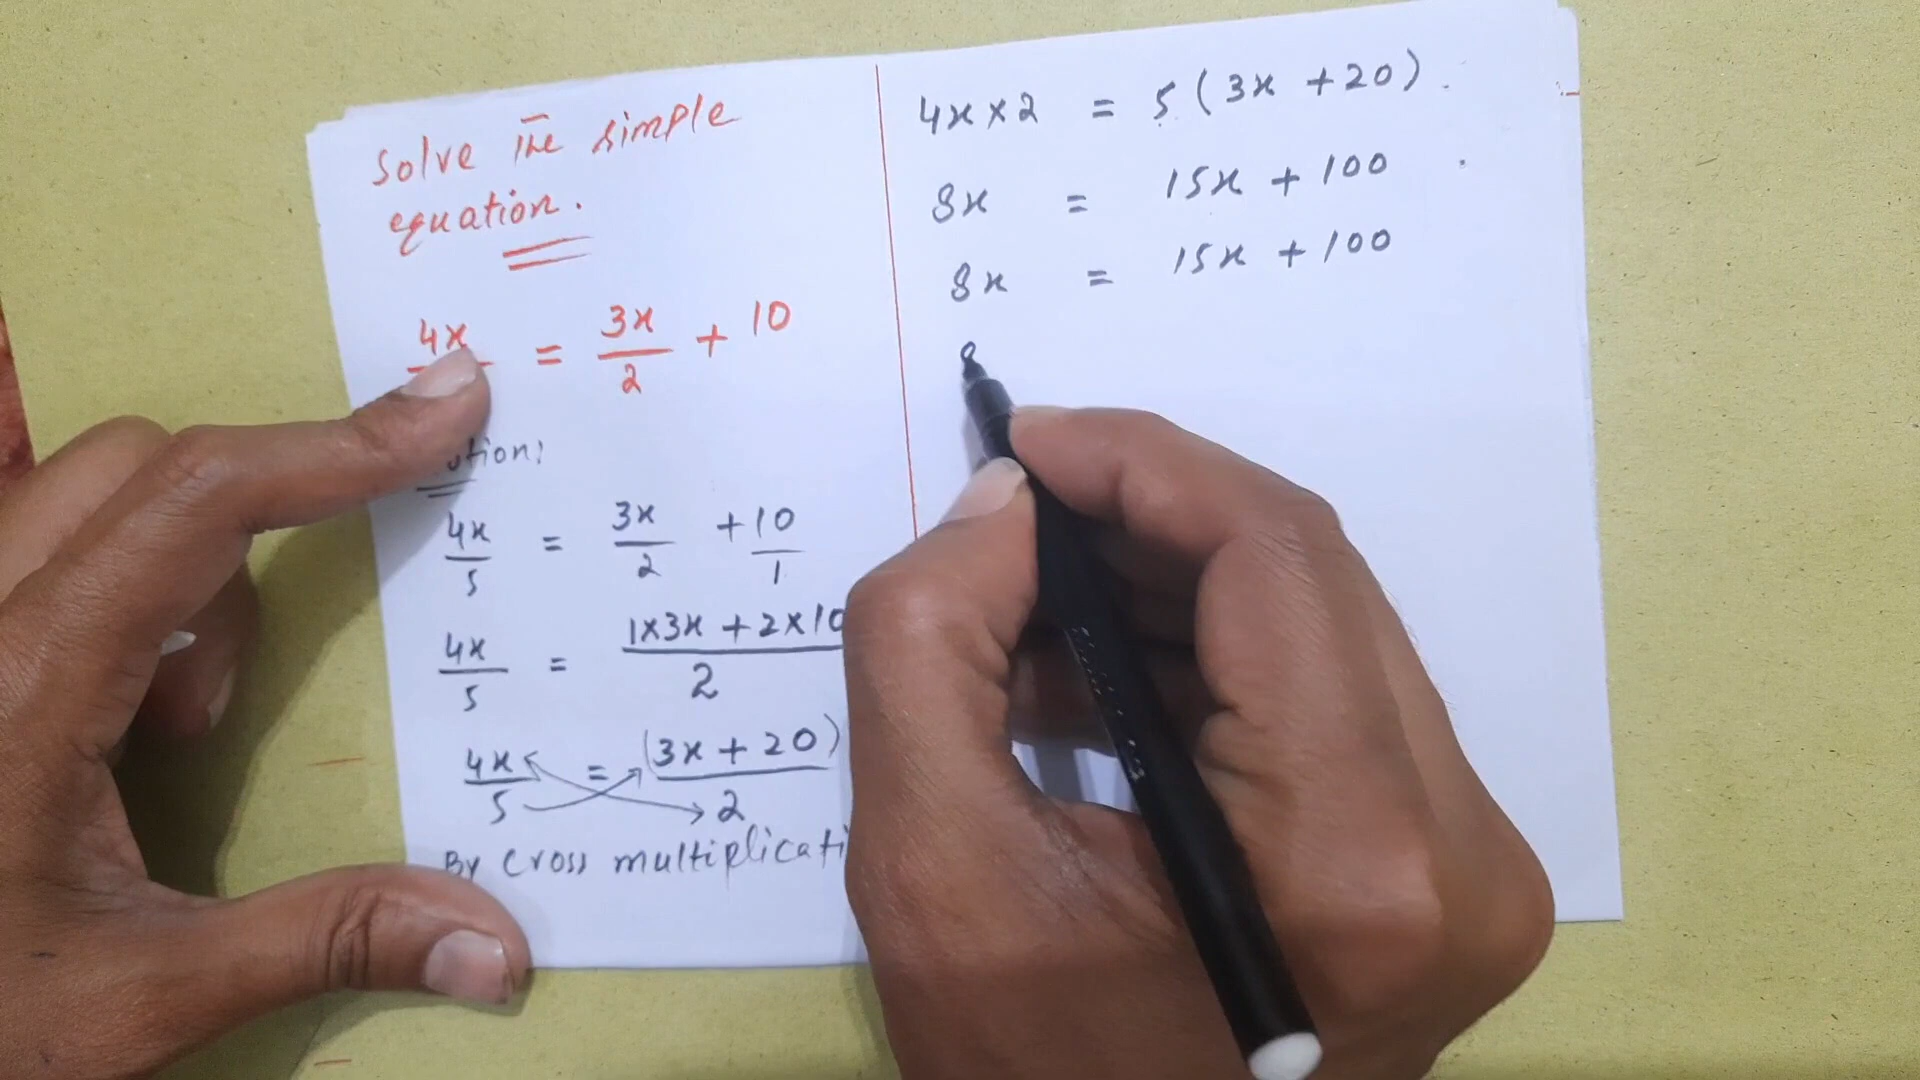 Solve the simple
equation.
4x = 3x/2 + 10
ution:
4x/5 = 3x/2 + 10/1
4x/5 = 1x3x + 2x10/2
4x/5 = (3x + 20)/2
By cross multiplicati
4x x 2 = 5(3x + 20).
8x = 15x + 100
8x = 15x + 100
8